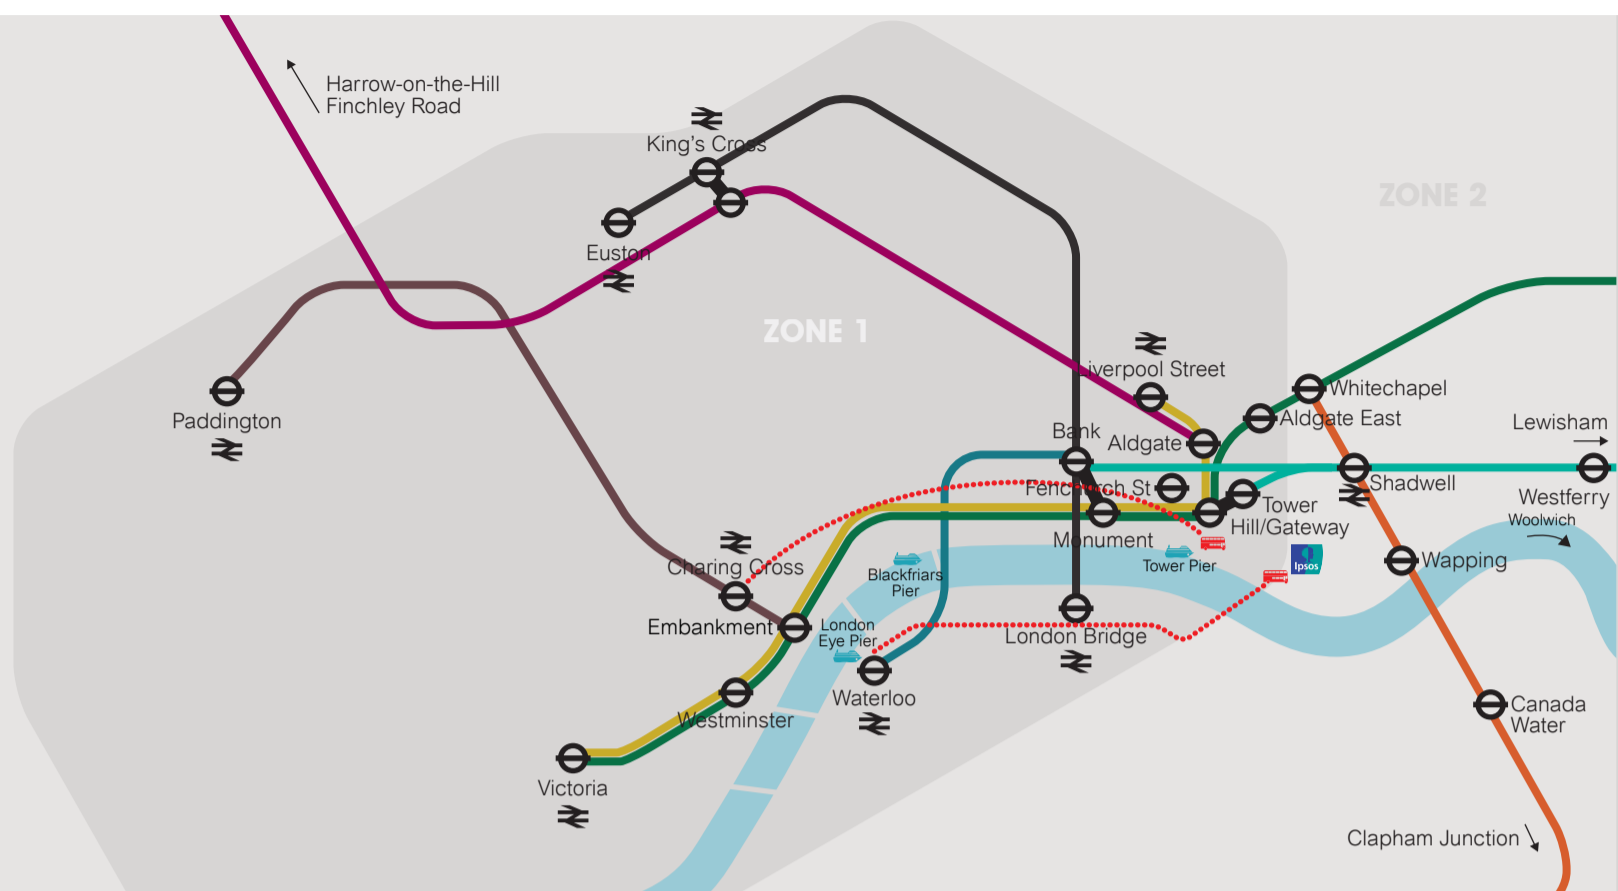 Harrow-on-the-Hill
Finchley Road
King's Cross
ZONE 2
Euston
ZONE 1
Liverpool Street
Whitechapel
Paddington
Aldgate East
Lewisham
Bank
Aldgate
Fenchurch St
Shadwell
Westferry
Tower
Hill/Gateway
Woolwich
Monument
Charing Cross
Blackfriars
Pier
Tower Pier
Ipsos
Wapping
Embankment
London
Eye Pier
London Bridge
Waterloo
Westminster
Canada
Water
Victoria
Clapham Junction